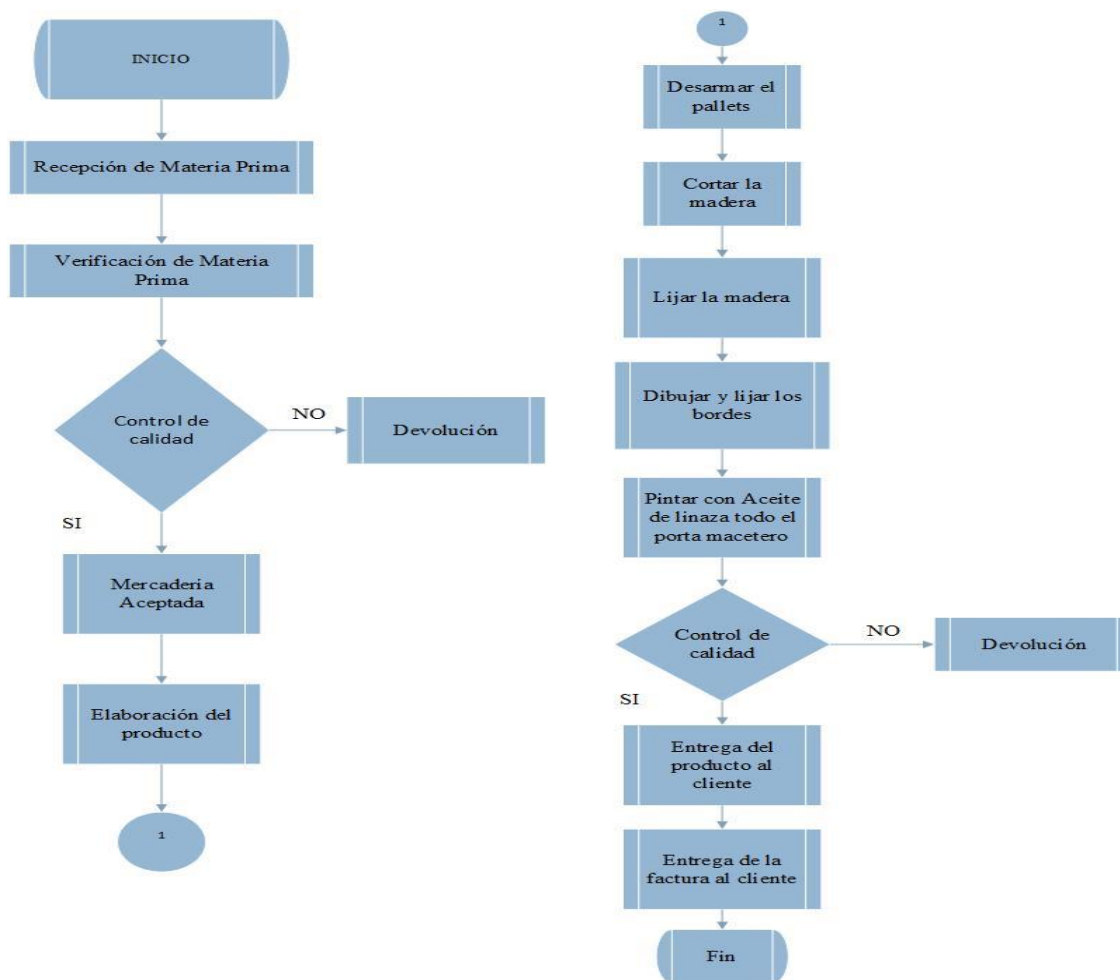 INICIO
Recepción de Materia Prima
Verificación de Materia
Prima
Control de
calidad
NO
Devolución
SI
Mercadería
Aceptada
Elaboración del
producto
1
1
Desarmar el
pallets
Cortar la
madera
Lijar la madera
Dibujar y lijar los
bordes
Pintar con Aceite
de linaza todo el
porta macetero
Control de
calidad
NO
Devolución
SI
Entrega del
producto al
cliente
Entrega de la
factura al cliente
Fin